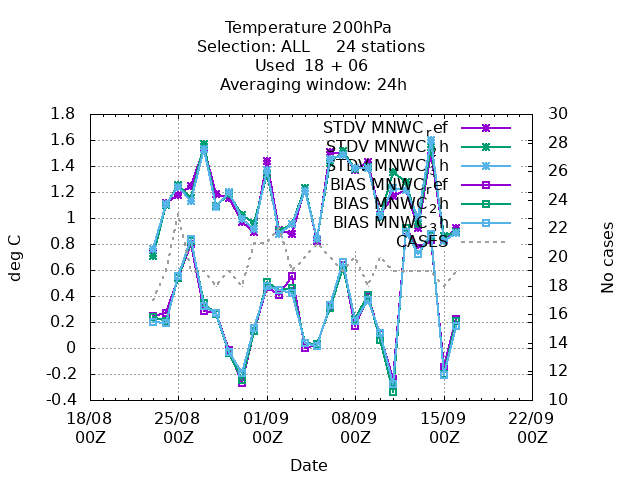 Temperature 200hPa
Selection: ALL 24 stations
Used 18 + 06
Averaging window: 24h
1.8
1.6
1.4
1.2
1
0.8
0.6
0.4
0.2
0
-0.2
-0.4
deg C
30
28
26
24
22
20
18
16
14
12
10
No cases
STDV MNWC_ref
STDV MNWC_2h
STDV MNWC_3h
BIAS MNWC_ref
BIAS MNWC_2h
BIAS MNWC_3h
CASES
18/08 25/08 01/09 08/09 15/09 22/09
00Z 00Z 00Z 00Z 00Z 00Z
Date